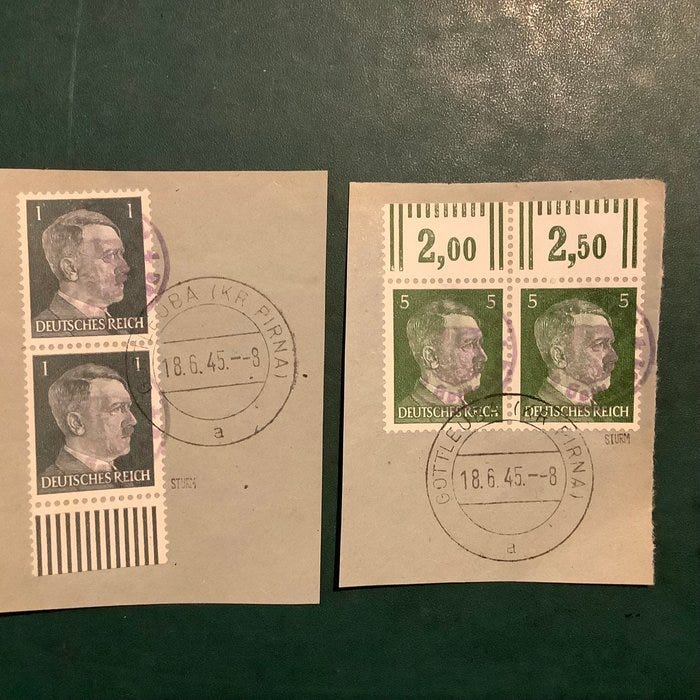 1 1
DEUTSCHES REICH
1 1
DEUTSCHES REICH
UBA (KR. PIRNA)
18.6.45.--8
a
STURM
2,00 2,50
5 5 5 5
DEUTSCHES REICH DEUTSCHES REICH
GOTTLEU PIRNA)
18.6.45.--8
a
STURM